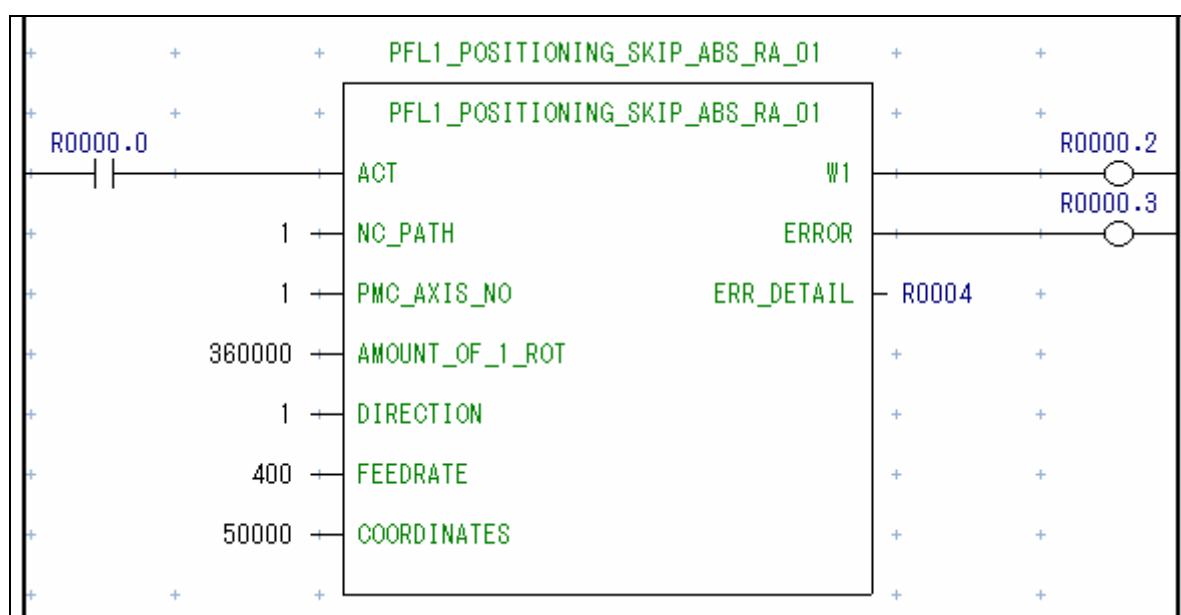 PFL1_POSITIONING_SKIP_ABS_RA_01
PFL1_POSITIONING_SKIP_ABS_RA_01
R0000.0 R0000.2
ACT W1
R0000.3
1 NC_PATH ERROR
1 PMC_AXIS_NO ERR_DETAIL R0004
360000 AMOUNT_OF_1_ROT
1 DIRECTION
400 FEEDRATE
50000 COORDINATES